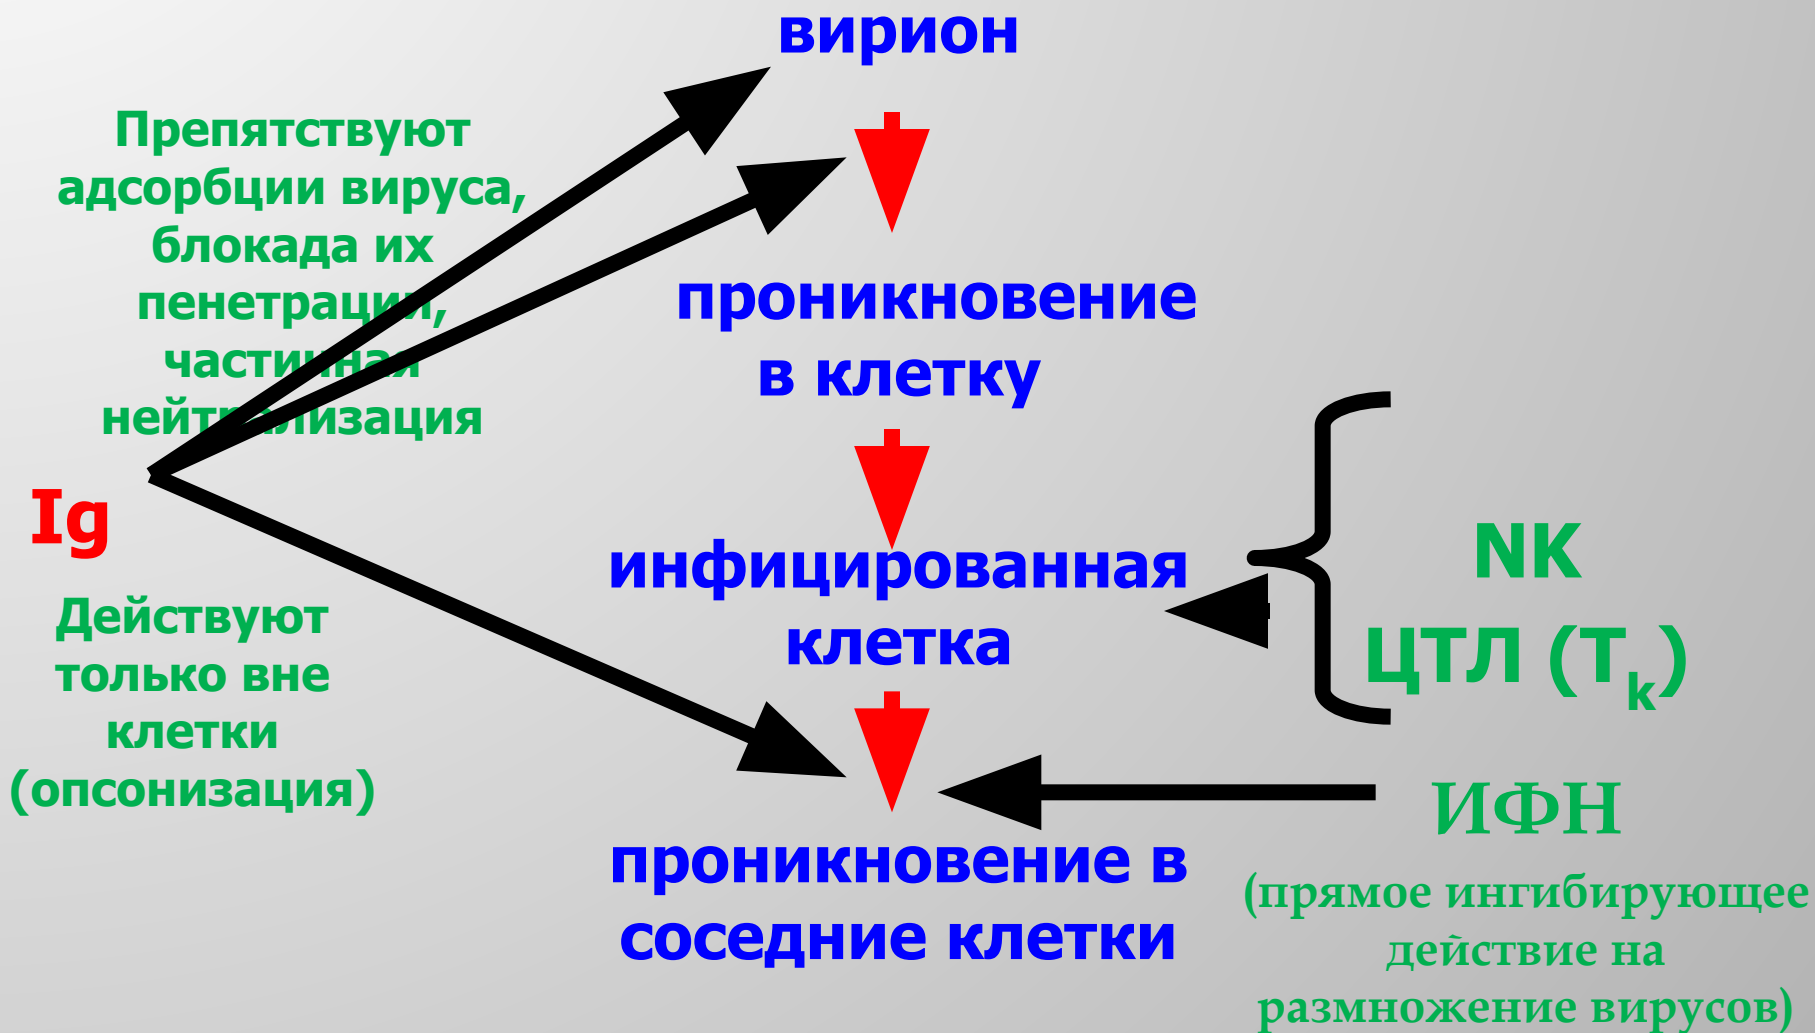 вирион
Препятствуют
адсорбции вируса,
блокада их
пенетрации,
частичная
нейтрализация
проникновение
в клетку
Ig
инфицированная
клетка
NK
ЦТЛ (Tk)
Действуют
только вне
клетки
(опсонизация)
проникновение в
соседние клетки
ИФН
(прямое ингибирующее
действие на
размножение вирусов)